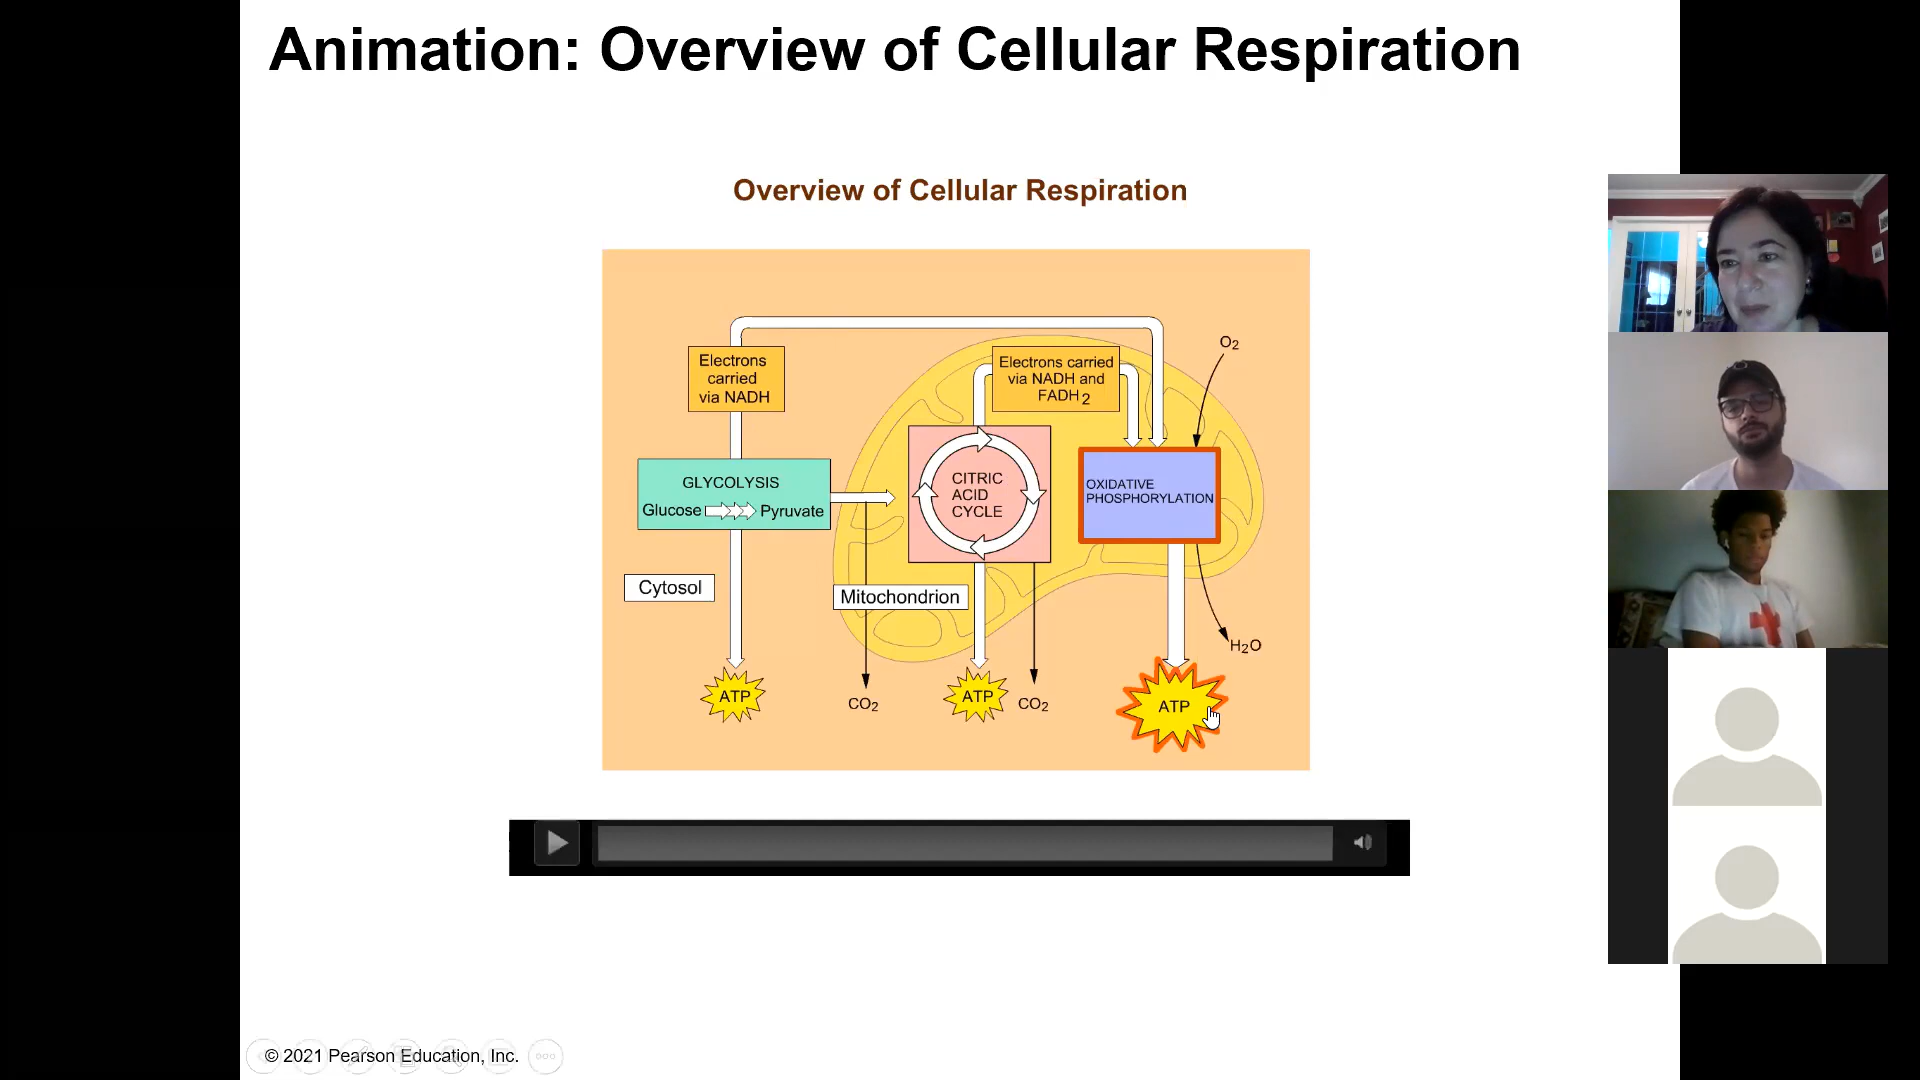 Animation: Overview of Cellular Respiration
Overview of Cellular Respiration
Electrons
carried
via NADH
Electrons carried
via NADH and
FADH2
O2
GLYCOLYSIS
Glucose Pyruvate
CITRIC
ACID
CYCLE
OXIDATIVE
PHOSPHORYLATION
Cytosol
Mitochondrion
H2O
ATP
CO2
ATP
CO2
ATP
© 2021 Pearson Education, Inc.